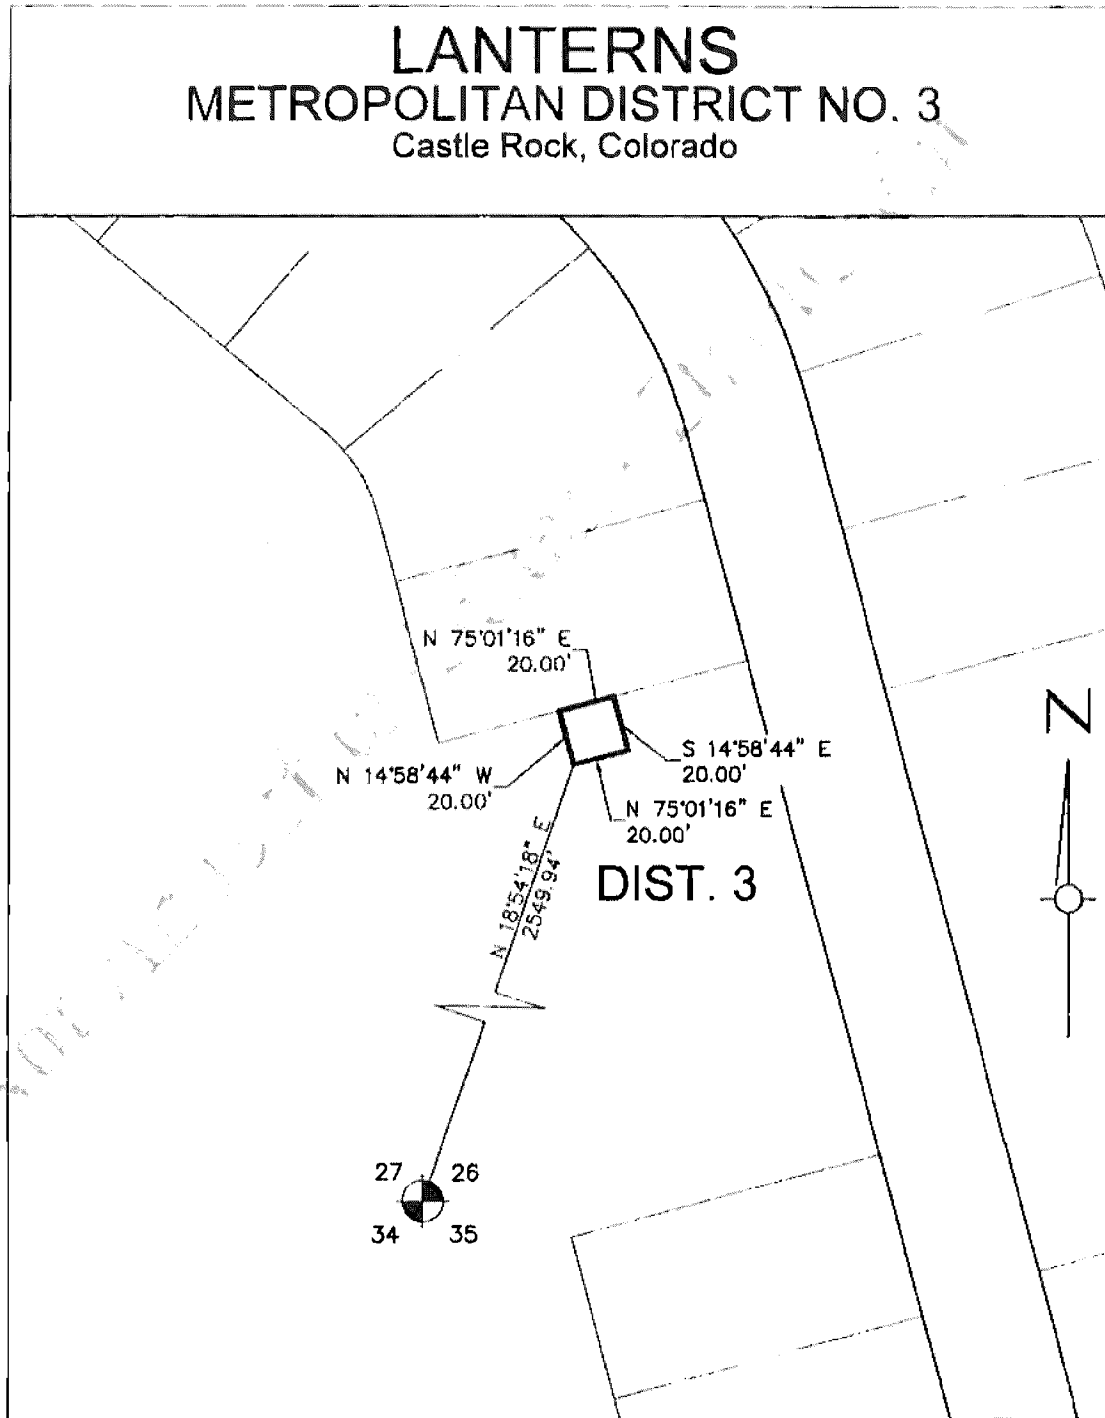 LANTERNS
METROPOLITAN DISTRICT NO. 3
Castle Rock, Colorado
N 75°01'16" E
20.00'
N 14°58'44" W
20.00'
S 14°58'44" E
20.00'
N 75°01'16" E
20.00'
DIST. 3
N 18°54'18" E
2549.94'
N
27 26
34 35